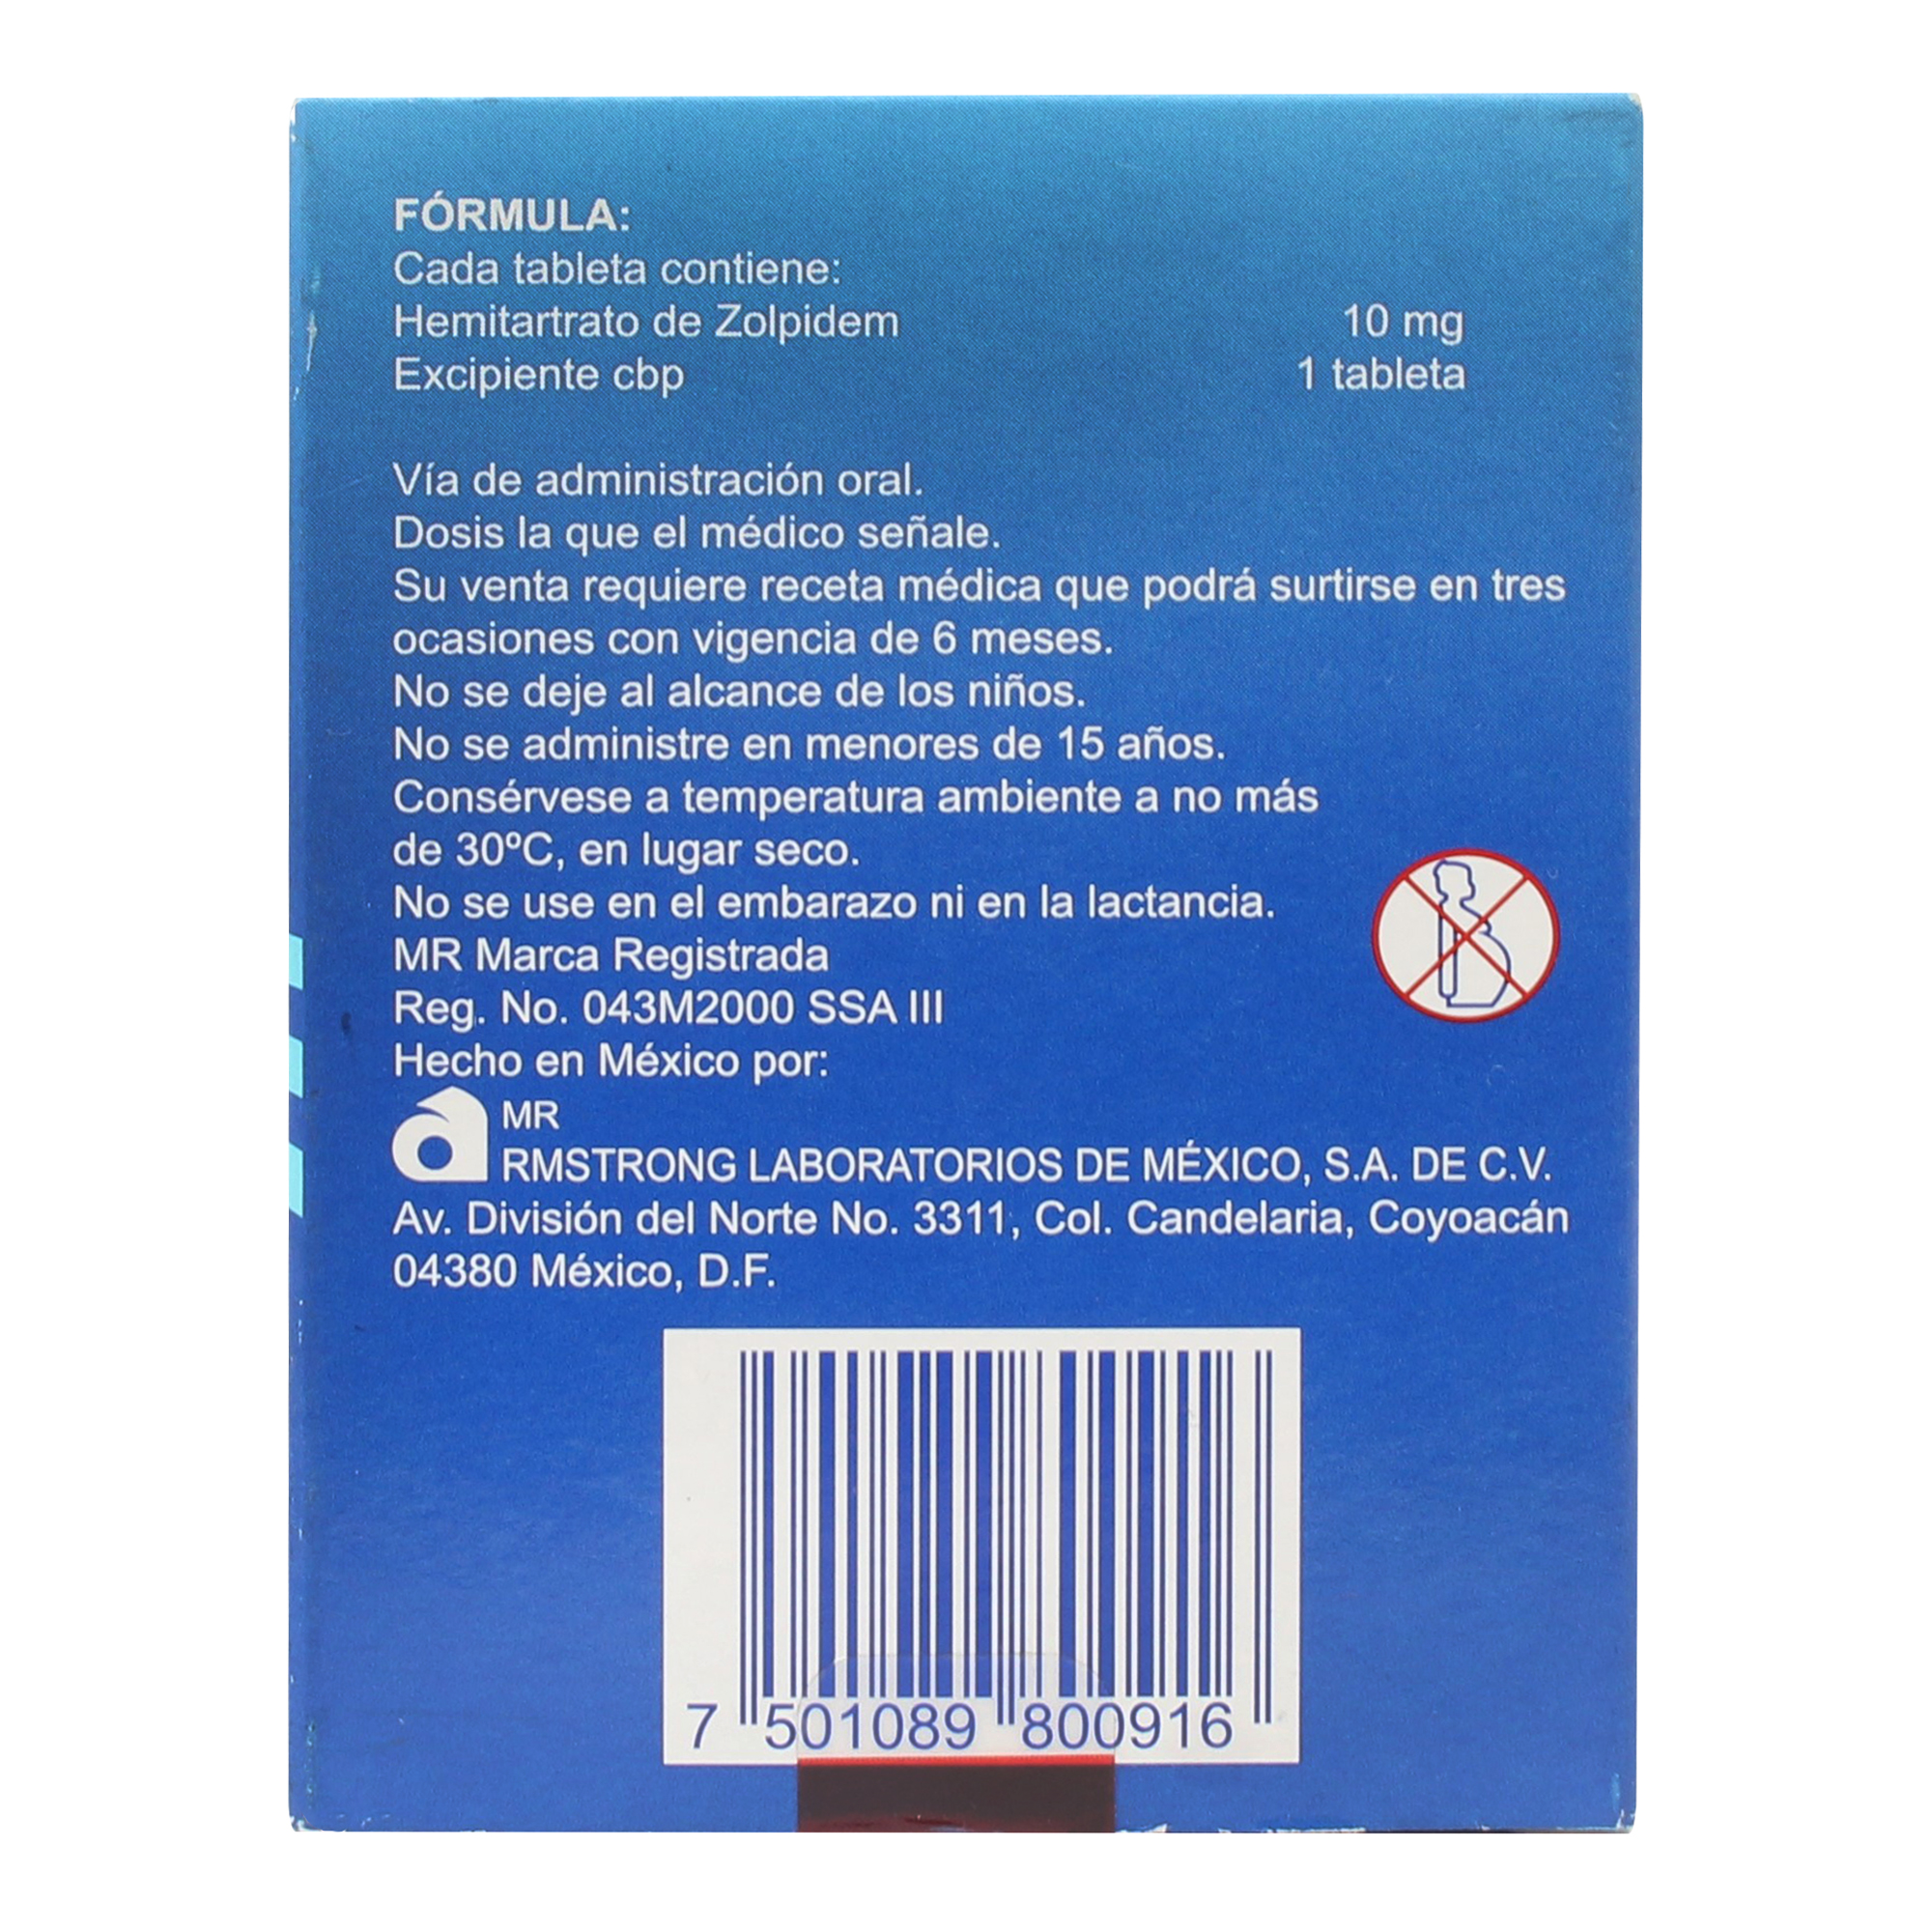 FÓRMULA:
Cada tableta contiene:
Hemitartrato de Zolpidem 10 mg
Excipiente cbp 1 tableta
Vía de administración oral.
Dosis la que el médico señale.
Su venta requiere receta médica que podrá surtirse en tres
ocasiones con vigencia de 6 meses.
No se deje al alcance de los niños.
No se administre en menores de 15 años.
Consérvese a temperatura ambiente a no más
de 30ºC, en lugar seco.
No se use en el embarazo ni en la lactancia.
MR Marca Registrada
Reg. No. 043M2000 SSA III
Hecho en México por:
MR
aRMSTRONG LABORATORIOS DE MÉXICO, S.A. DE C.V.
Av. División del Norte No. 3311, Col. Candelaria, Coyoacán
04380 México, D.F.
7 501089 800916